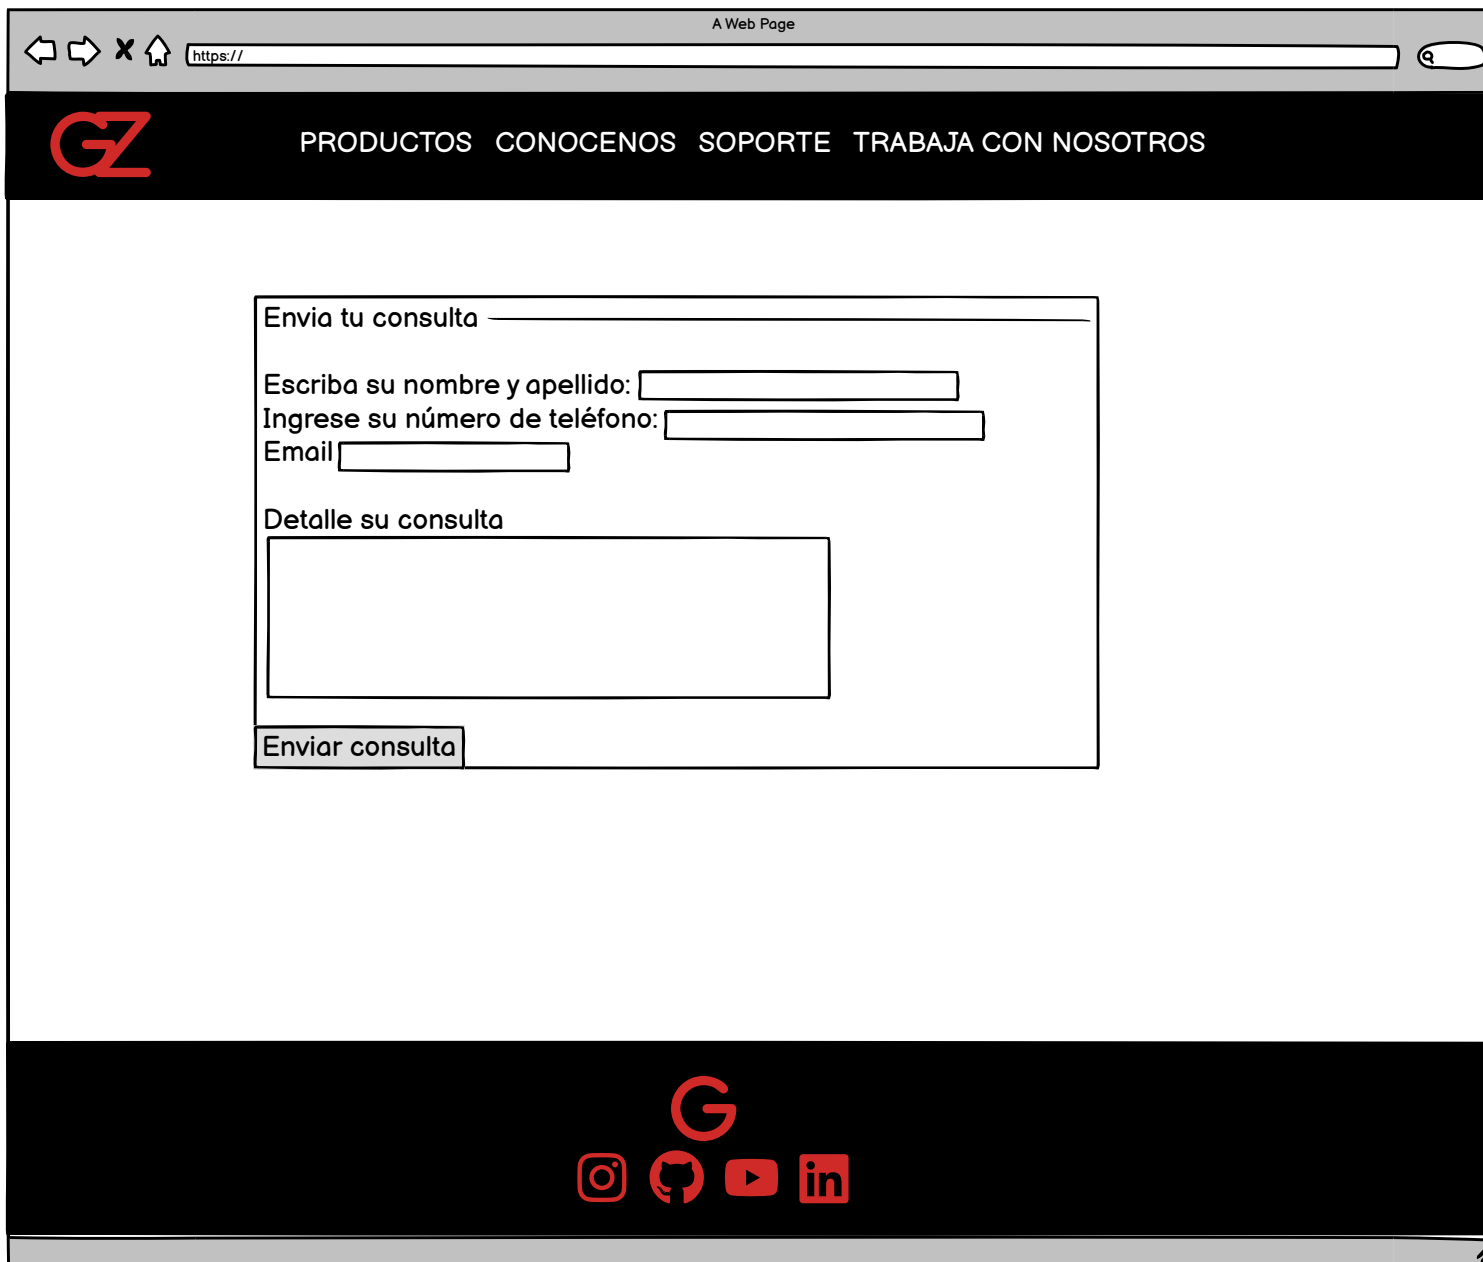 A Web Page
https://
GZ
PRODUCTOS CONOCENOS SOPORTE TRABAJA CON NOSOTROS
Envia tu consulta
Escriba su nombre y apellido:
Ingrese su número de teléfono:
Email
Detalle su consulta
Enviar consulta
G
in